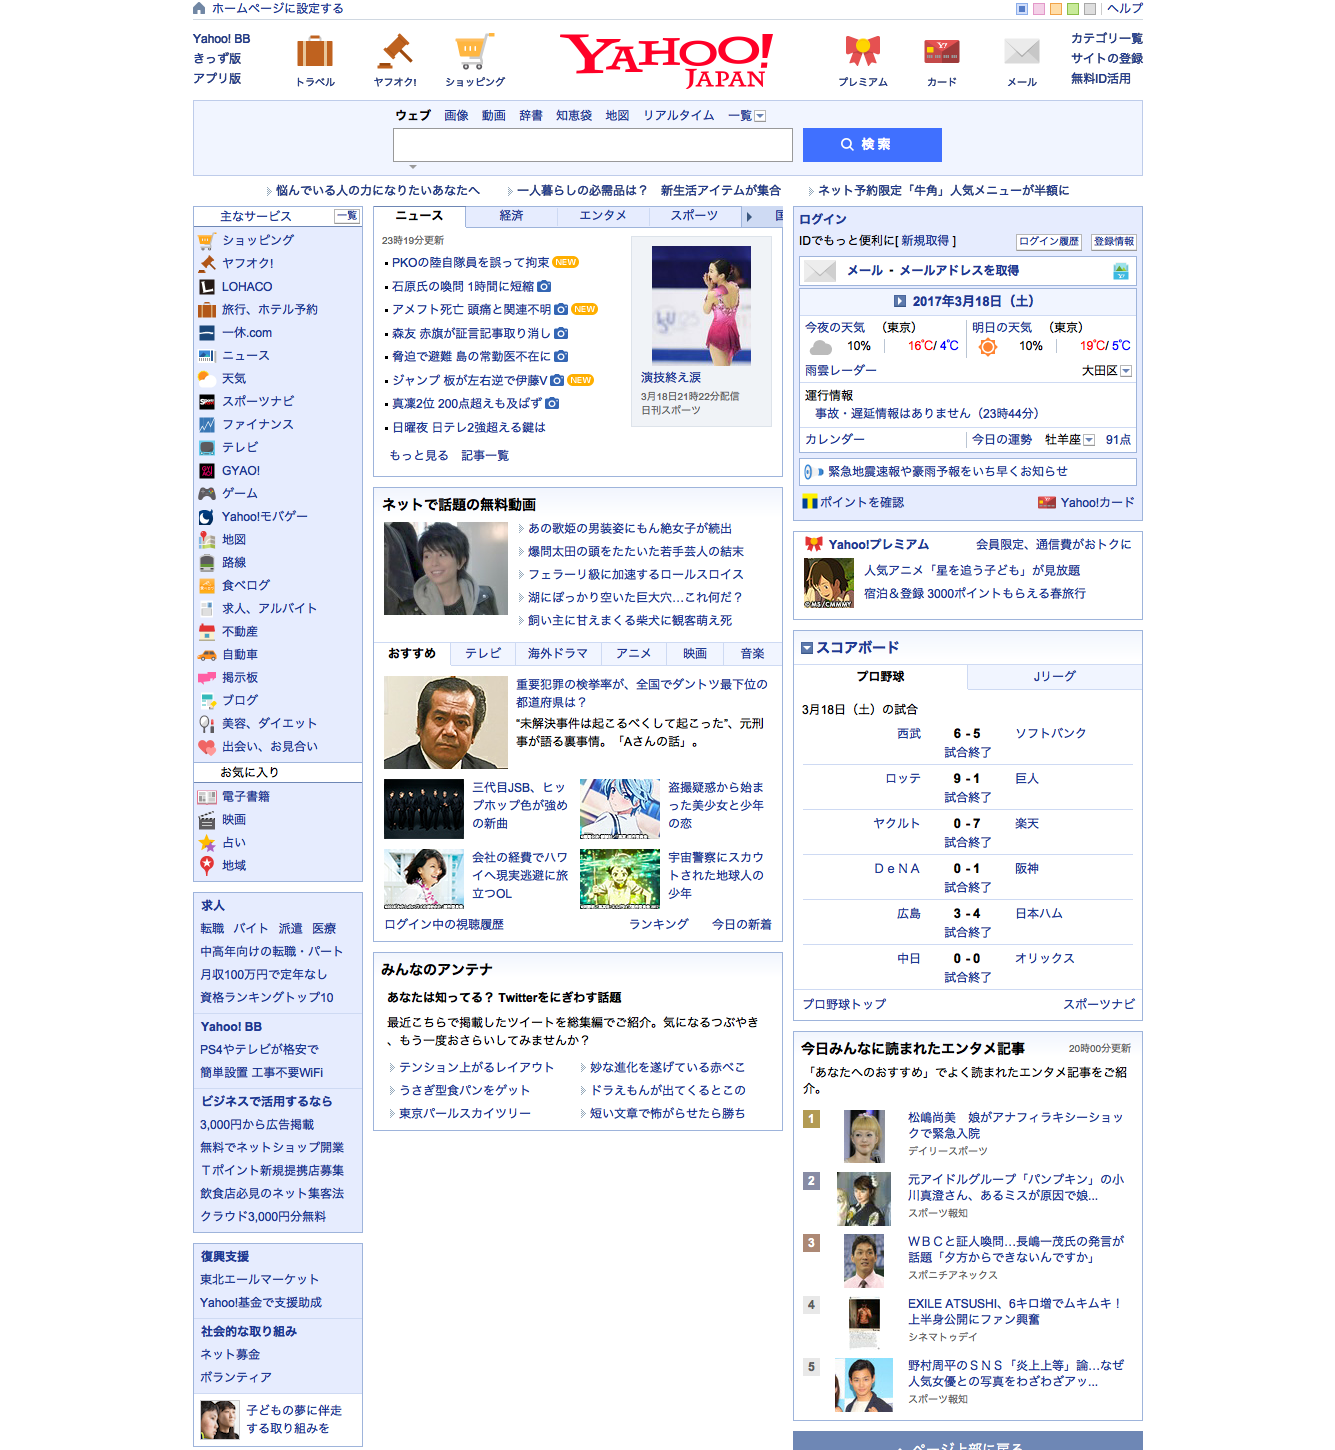 ホームページに設定する
ヘルプ
Yahoo! BB
きっず版
アプリ版
トラベル
ヤフオク!
ショッピング
YAHOO!
JAPAN
プレミアム
カード
メール
カテゴリ一覧
サイトの登録
無料ID活用
ウェブ 画像 動画 辞書 知恵袋 地図 リアルタイム 一覧
検索
悩んでいる人の力になりたいあなたへ
一人暮らしの必需品は？ 新生活アイテムが集合
ネット予約限定「牛角」人気メニューが半額に
主なサービス 一覧
ショッピング
ヤフオク!
LOHACO
旅行、ホテル予約
一休.com
ニュース
天気
スポーツナビ
ファイナンス
テレビ
GYAO!
ゲーム
Yahoo!モバゲー
地図
路線
食べログ
求人、アルバイト
不動産
自動車
掲示板
ブログ
美容、ダイエット
出会い、お見合い
お気に入り
電子書籍
映画
占い
地域
求人
転職 バイト 派遣 医療
中高年向けの転職・パート
月収100万円で定年なし
資格ランキングトップ10
Yahoo! BB
PS4やテレビが格安で
簡単設置 工事不要WiFi
ビジネスで活用するなら
3,000円から広告掲載
無料でネットショップ開業
Ｔポイント新規提携店募集
飲食店必見のネット集客法
クラウド3,000円分無料
復興支援
東北エールマーケット
Yahoo!基金で支援助成
社会的な取り組み
ネット募金
ボランティア
子どもの夢に伴走
する取り組みを
ニュース 経済 エンタメ スポーツ
23時19分更新
PKOの陸自隊員を誤って拘束 NEW
石原氏の喚問 1時間に短縮
アメフト死亡 頭痛と関連不明 NEW
森友 赤旗が証言記事取り消し
脅迫で避難 島の常勤医不在に
ジャンプ 板が左右逆で伊藤V NEW
真凜2位 200点超えも及ばず
日曜夜 日テレ2強超える鍵は
もっと見る 記事一覧
演技終え涙
3月18日21時22分配信
日刊スポーツ
ネットで話題の無料動画
あの歌姫の男装姿にもん絶女子が続出
爆問太田の頭をたたいた若手芸人の結末
フェラーリ級に加速するロールスロイス
湖にぽっかり空いた巨大穴…これ何だ？
飼い主に甘えまくる柴犬に観客萌え死
おすすめ テレビ 海外ドラマ アニメ 映画 音楽
重要犯罪の検挙率が、全国でダントツ最下位の
都道府県は？
“未解決事件は起こるべくして起こった”、元刑
事が語る裏事情。「Aさんの話」。
三代目JSB、ヒッ
プホップ色が強め
の新曲
盗撮疑惑から始ま
った美少女と少年
の恋
会社の経費でハワ
イへ現実逃避に旅
立つOL
宇宙警察にスカウ
トされた地球人の
少年
ログイン中の視聴履歴 ランキング 今日の新着
みんなのアンテナ
あなたは知ってる？ Twitterをにぎわす話題
最近こちらで掲載したツイートを総集編でご紹介。気になるつぶやき
、もう一度おさらいしてみませんか？
テンション上がるレイアウト
妙な進化を遂げている赤べこ
うさぎ型食パンをゲット
ドラえもんが出てくるとこの
東京パールスカイツリー
短い文章で怖がらせたら勝ち
ログイン
IDでもっと便利に[ 新規取得 ] ログイン履歴 登録情報
メール - メールアドレスを取得
2017年3月18日（土）
今夜の天気 （東京） 明日の天気 （東京）
10% 16℃/ 4℃ 10% 19℃/ 5℃
雨雲レーダー 大田区
運行情報
事故・遅延情報はありません（23時44分）
カレンダー 今日の運勢 牡羊座 91点
緊急地震速報や豪雨予報をいち早くお知らせ
ポイントを確認 Yahoo!カード
Yahoo!プレミアム 会員限定、通信費がおトクに
人気アニメ「星を追う子ども」が見放題
宿泊＆登録 3000ポイントもらえる春旅行
©MS/CMMMY
スコアボード
プロ野球 Jリーグ
3月18日（土）の試合
西武 6 - 5 ソフトバンク
試合終了
ロッテ 9 - 1 巨人
試合終了
ヤクルト 0 - 7 楽天
試合終了
ＤｅＮＡ 0 - 1 阪神
試合終了
広島 3 - 4 日本ハム
試合終了
中日 0 - 0 オリックス
試合終了
プロ野球トップ スポーツナビ
今日みんなに読まれたエンタメ記事 20時00分更新
「あなたへのおすすめ」でよく読まれたエンタメ記事をご紹
介。
1
松嶋尚美 娘がアナフィラキシーショッ
クで緊急入院
デイリースポーツ
2
元アイドルグループ「パンプキン」の小
川真澄さん、あるミスが原因で娘...
スポーツ報知
3
ＷＢＣと証人喚問…長嶋一茂氏の発言が
話題「夕方からできないんですか」
スポニチアネックス
4
EXILE ATSUSHI、6キロ増でムキムキ！
上半身公開にファン興奮
シネマトゥデイ
5
野村周平のＳＮＳ「炎上上等」論…なぜ
人気女優との写真をわざわざアッ...
スポーツ報知
ページ上部に戻る